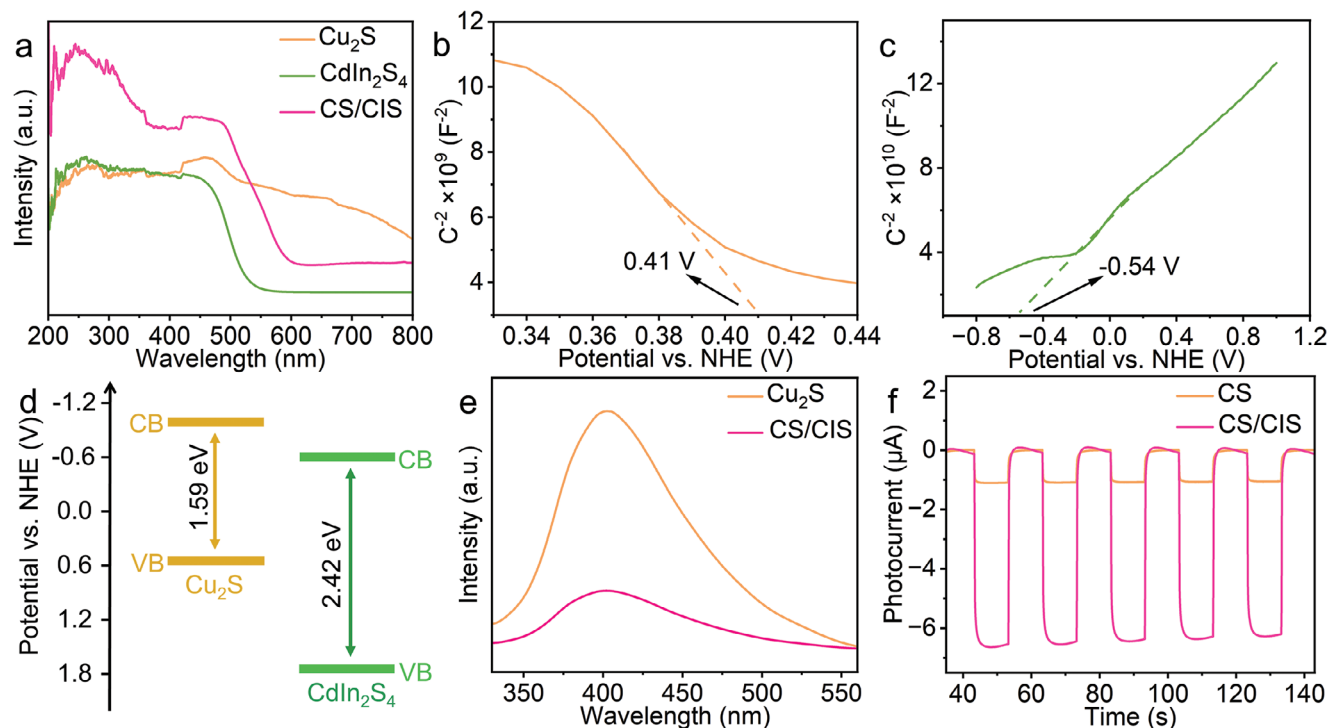 a
Cu₂S
CdIn₂S₄
CS/CIS
Intensity (a.u.)
200 300 400 500 600 700 800
Wavelength (nm)
b
12
10
8
6
4
C⁻² ×10⁹ (F⁻²)
0.41 V
0.34 0.36 0.38 0.40 0.42 0.44
Potential vs. NHE (V)
c
12
8
4
C⁻² ×10¹⁰ (F⁻²)
-0.54 V
−0.8 −0.4 0.0 0.4 0.8 1.2
Potential vs. NHE (V)
d
-1.2
-0.6
0.0
0.6
1.2
1.8
Potential vs. NHE (V)
CB
1.59 eV
VB
Cu₂S
CB
2.42 eV
VB
CdIn₂S₄
e
Cu₂S
CS/CIS
Intensity (a.u.)
350 400 450 500 550
Wavelength (nm)
f
CS
CS/CIS
2
0
−2
−4
−6
Photocurrent (μA)
40 60 80 100 120 140
Time (s)